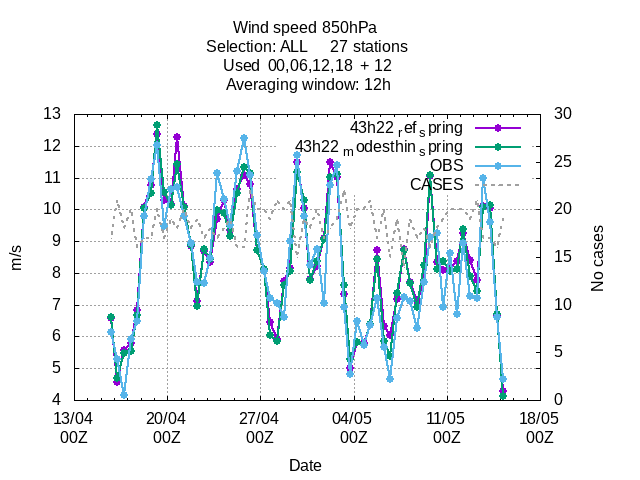 Wind speed 850hPa
Selection: ALL 27 stations
Used 00,06,12,18 + 12
Averaging window: 12h
43h22_ref_spring
43h22_modesthin_spring
OBS
CASES
13
12
11
10
9
8
7
6
5
4
m/s
30
25
20
15
10
5
0
No cases
13/04 20/04 27/04 04/05 11/05 18/05
00Z 00Z 00Z 00Z 00Z 00Z
Date